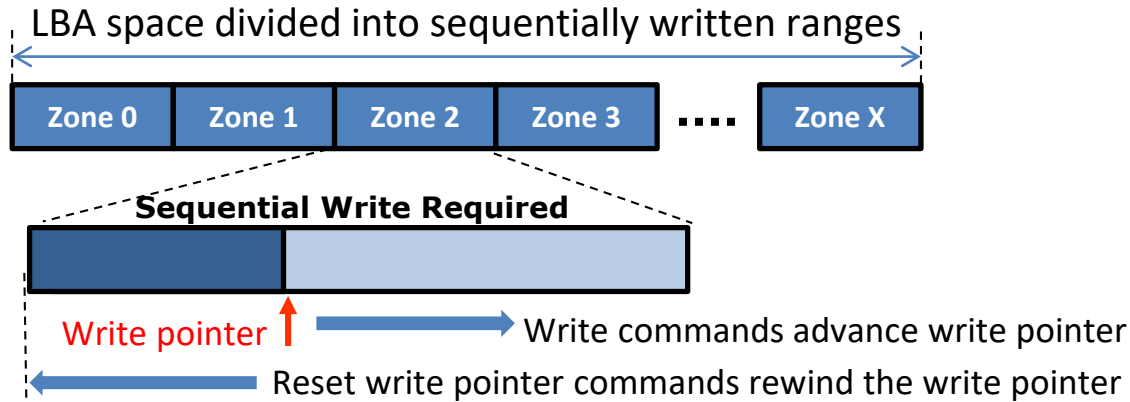 LBA space divided into sequentially written ranges
Zone 0 Zone 1 Zone 2 Zone 3 .... Zone X
Sequential Write Required
Write pointer Write commands advance write pointer
Reset write pointer commands rewind the write pointer